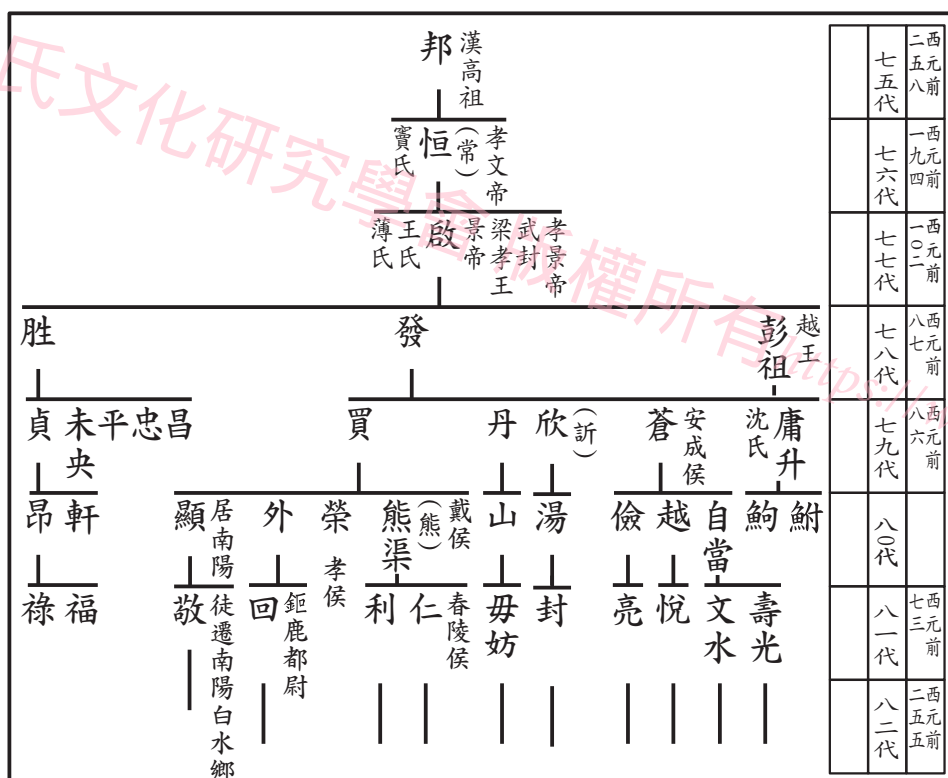 西元前二五八
七五代
漢高祖
邦
西元前一九四
七六代
孝文帝
(常)
恒
竇氏
西元前一0二
七七代
孝景帝
武封
梁孝王
景帝
啟
王氏
薄氏
西元前八七
七八代
越王
彭祖
發
胜
西元前八六
七九代
庸升
沈氏
安成侯
蒼
(訢)
欣
丹
買
昌
忠
平
未央
貞
八0代
鮒
鮈
自當
越
儉
湯
山
戴侯
(熊)
熊渠
榮
孝侯
外
居南陽
顯
軒
昂
西元前七三
八一代
壽光
文水
悅
亮
封
毋妨
春陵侯
仁
利
鉅鹿都尉
回
徒遷南陽白水鄉
敬
福
祿
西元前二五五
八二代
氏文化研究學會 版權所有https://w